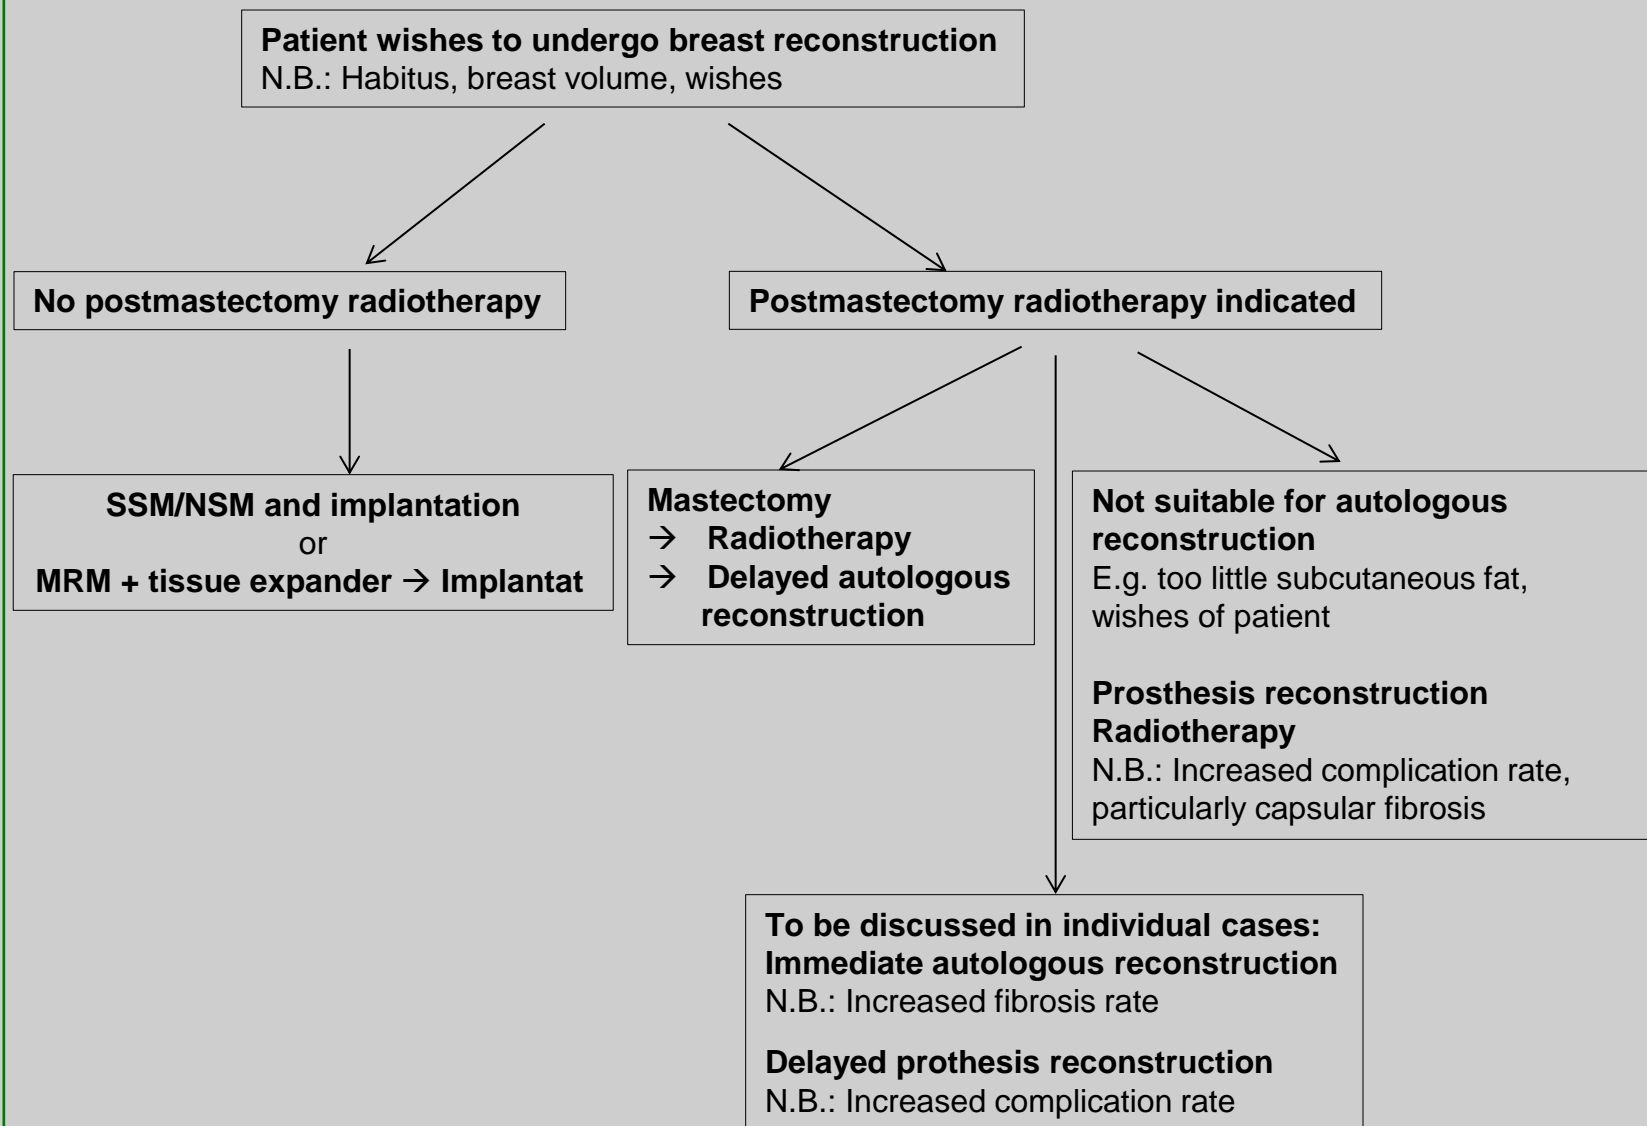 Patient wishes to undergo breast reconstruction
N.B.: Habitus, breast volume, wishes
No postmastectomy radiotherapy
Postmastectomy radiotherapy indicated
SSM/NSM and implantation
or
MRM + tissue expander → Implantat
Mastectomy
→ Radiotherapy
→ Delayed autologous
reconstruction
Not suitable for autologous
reconstruction
E.g. too little subcutaneous fat,
wishes of patient
Prosthesis reconstruction
Radiotherapy
N.B.: Increased complication rate,
particularly capsular fibrosis
To be discussed in individual cases:
Immediate autologous reconstruction
N.B.: Increased fibrosis rate
Delayed prothesis reconstruction
N.B.: Increased complication rate